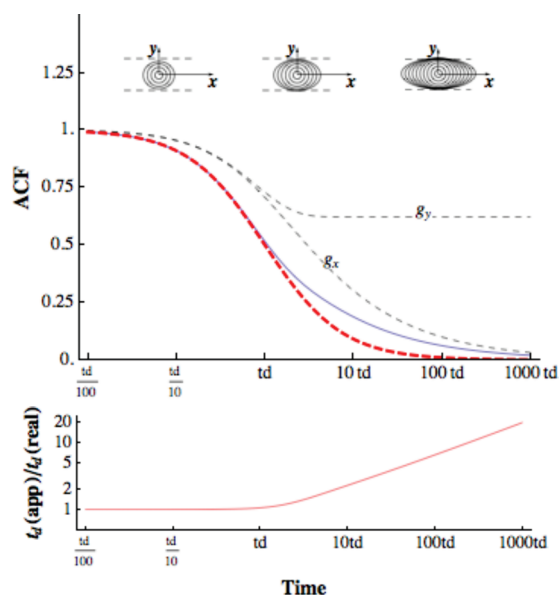 y y y
x x x
1.25
1.
0.75
0.5
0.25
0.
ACF
g_y
g_x
td/100 td/10 td 10 td 100 td 1000 td
t_d(app)/t_d(real)
20
10
5
2
1
td/100 td/10 td 10td 100td 1000td
Time